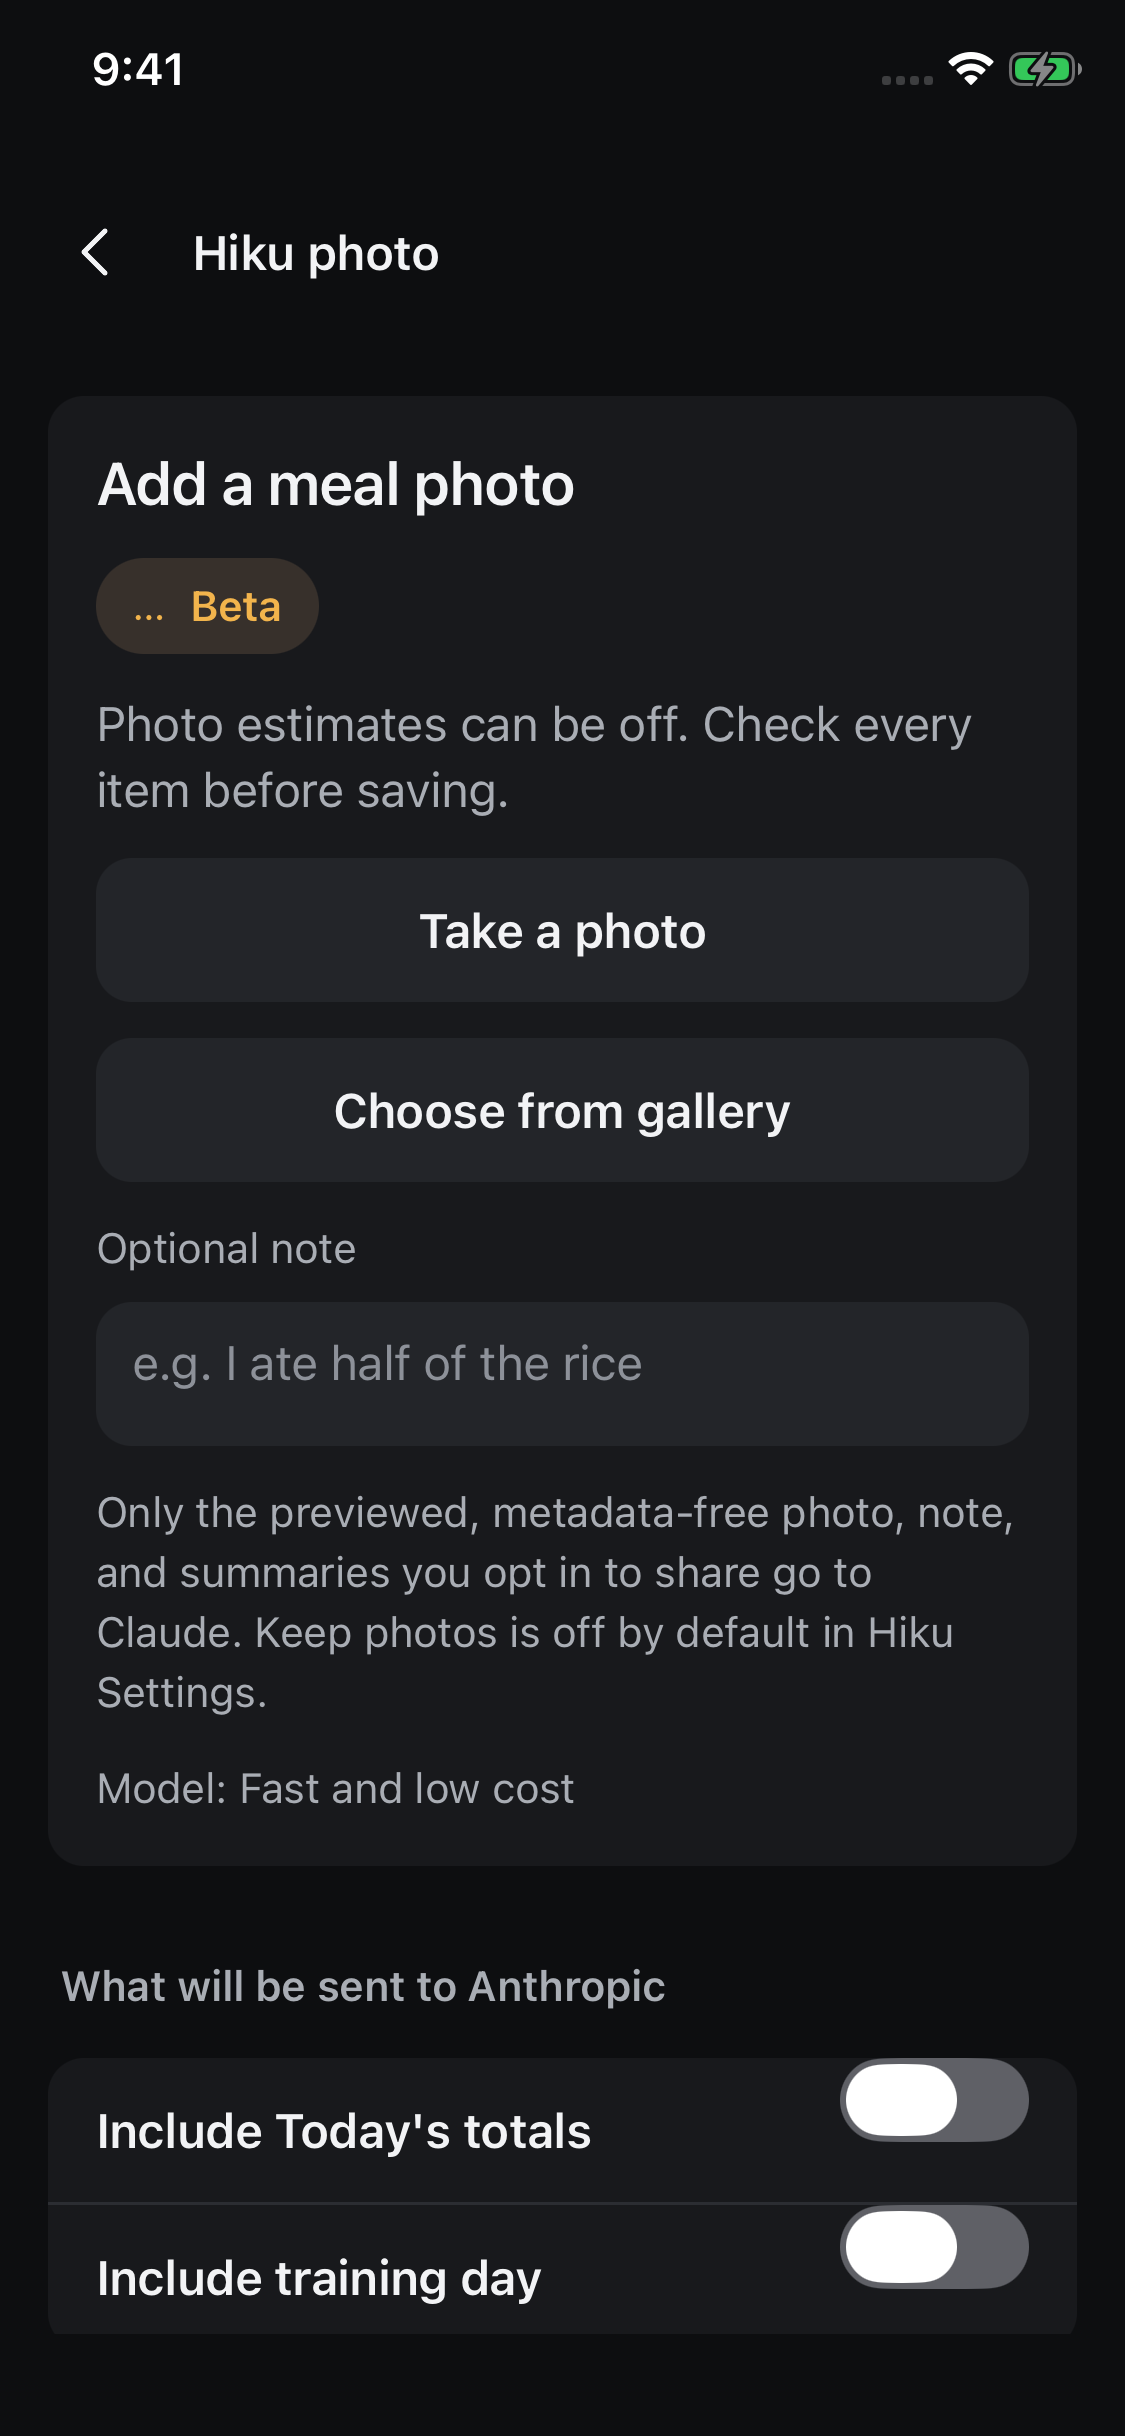 9:41
Hiku photo
Add a meal photo
... Beta
Photo estimates can be off. Check every
item before saving.
Take a photo
Choose from gallery
Optional note
e.g. I ate half of the rice
Only the previewed, metadata-free photo, note,
and summaries you opt in to share go to
Claude. Keep photos is off by default in Hiku
Settings.
Model: Fast and low cost
What will be sent to Anthropic
Include Today's totals
Include training day